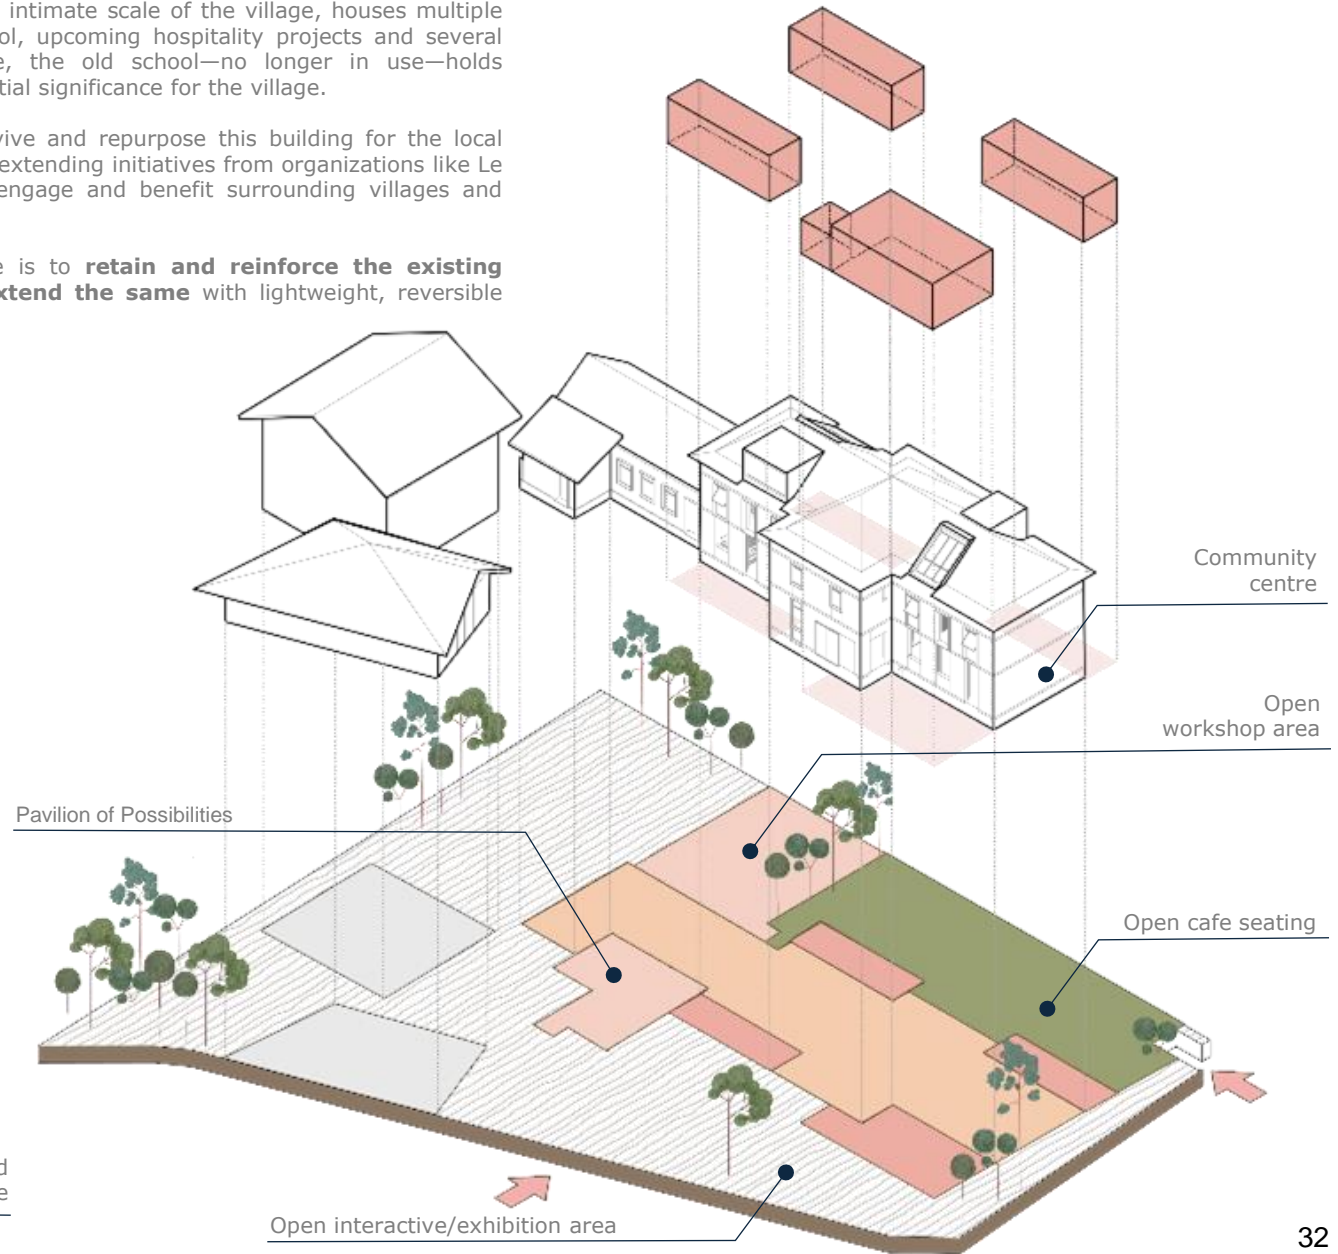 intimate scale of the village, houses multiple
ol, upcoming hospitality projects and several
e, the old school—no longer in use—holds
tial significance for the village.
vive and repurpose this building for the local
extending initiatives from organizations like Le
engage and benefit surrounding villages and
e is to retain and reinforce the existing
xtend the same with lightweight, reversible
Community
centre
Open
workshop area
Pavilion of Possibilities
Open cafe seating
d
e
Open interactive/exhibition area
32